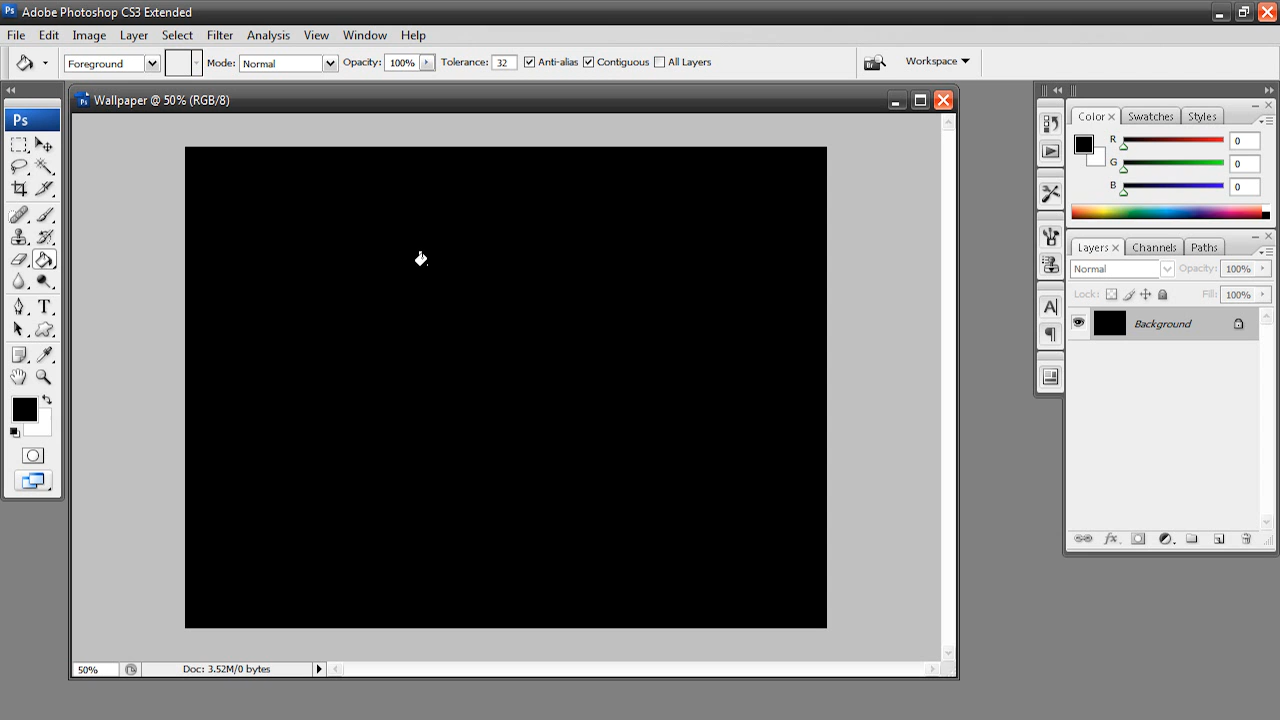 Adobe Photoshop CS3 Extended
File Edit Image Layer Select Filter Analysis View Window Help
Foreground Mode: Normal Opacity: 100% Tolerance: 32 Anti-alias Contiguous All Layers Workspace
Ps
Wallpaper @ 50% (RGB/8)
Color Swatches Styles
R 0
G 0
B 0
Layers Channels Paths
Normal Opacity: 100%
Lock: Fill: 100%
Background
50% Doc: 3.52M/0 bytes